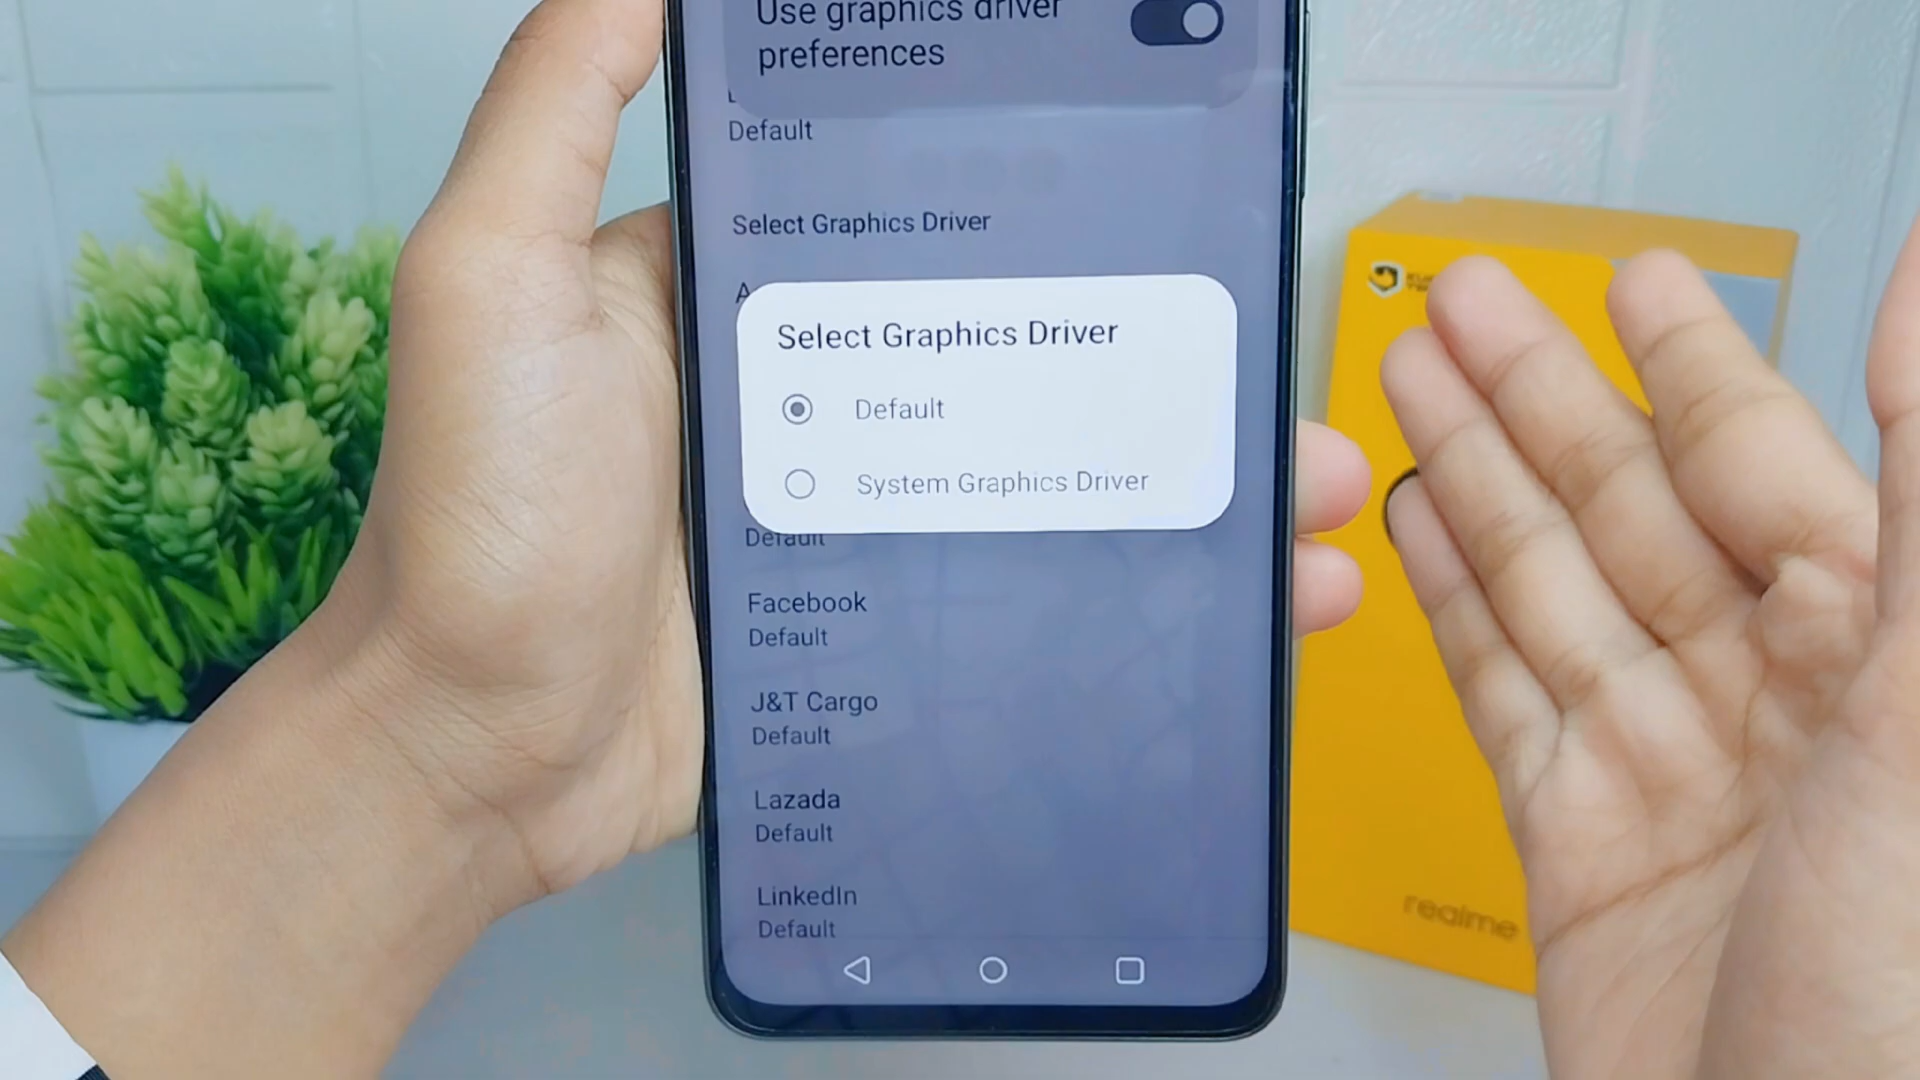 Use graphics driver
preferences
Default
Select Graphics Driver
A
Select Graphics Driver
Default
System Graphics Driver
Default
Facebook
Default
J&T Cargo
Default
Lazada
Default
LinkedIn
Default
realme